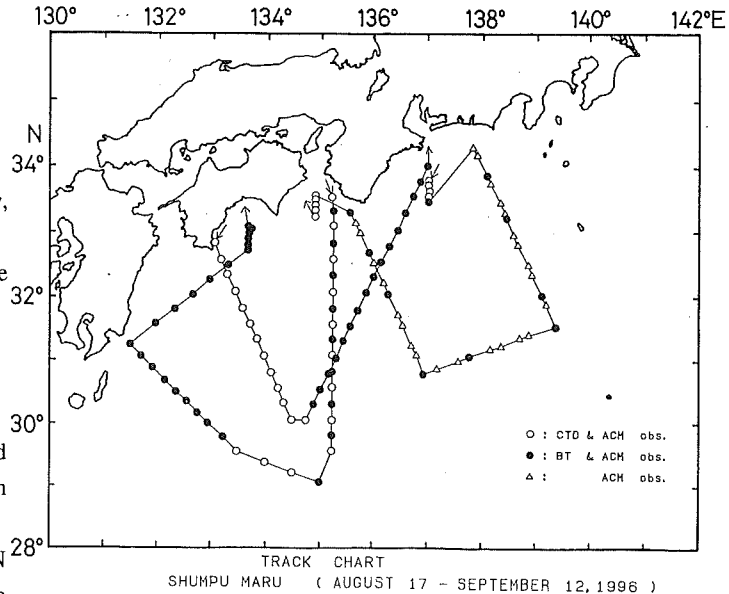 130° 132° 134° 136° 138° 140° 142°E
N
34°
,
e
32°
30°
○ : CTD & ACM obs.
● : BT & ACM obs.
△ : ACM obs.
d
n
N
28°
TRACK CHART
SHUMPU MARU ( AUGUST 17 - SEPTEMBER 12, 1996 )